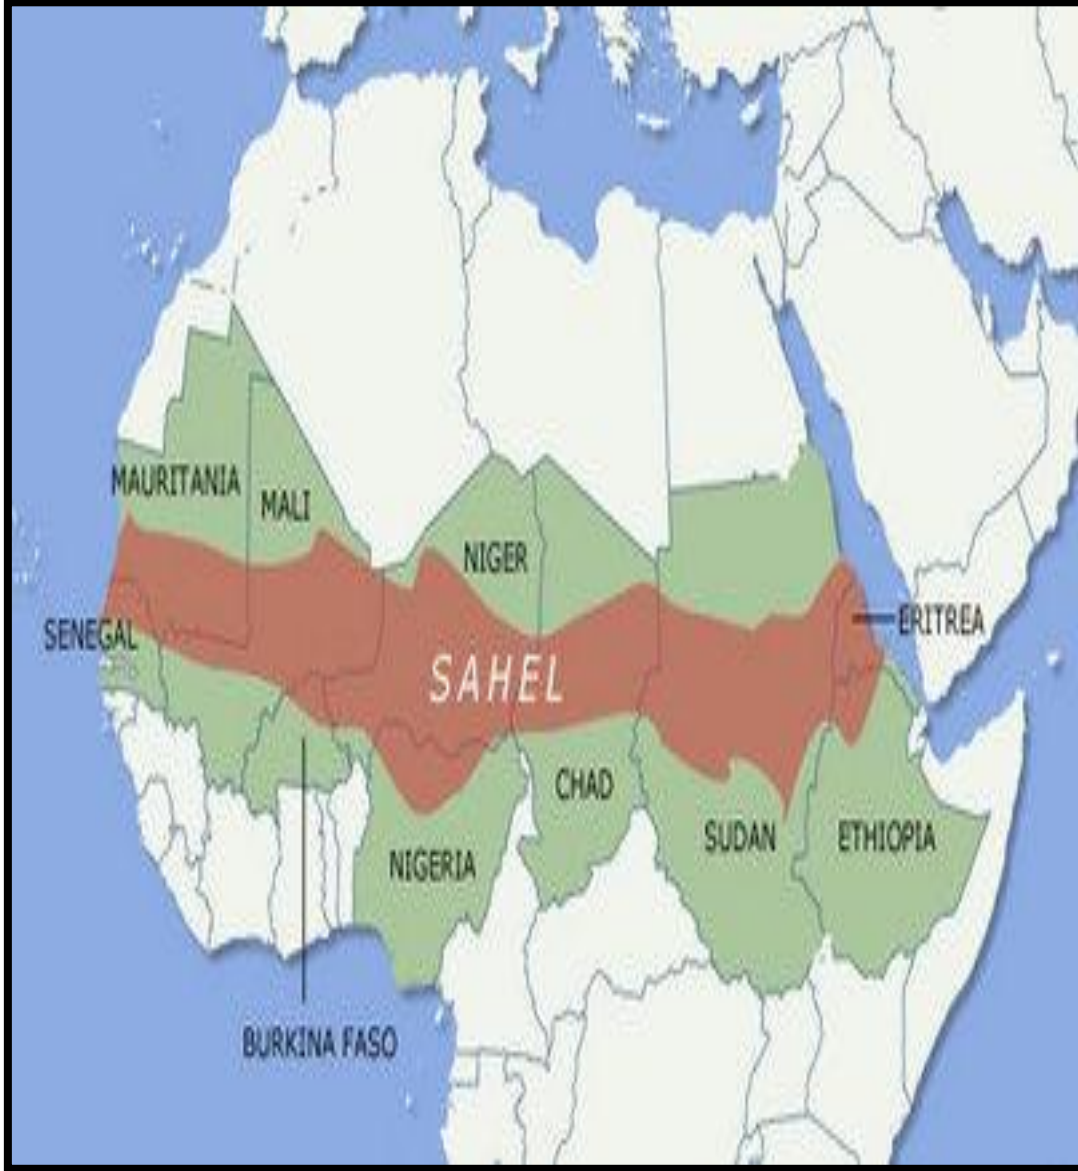 MAURITANIA
MALI
NIGER
ERITREA
SENEGAL
SAHEL
CHAD
SUDAN
ETHIOPIA
NIGERIA
BURKINA FASO